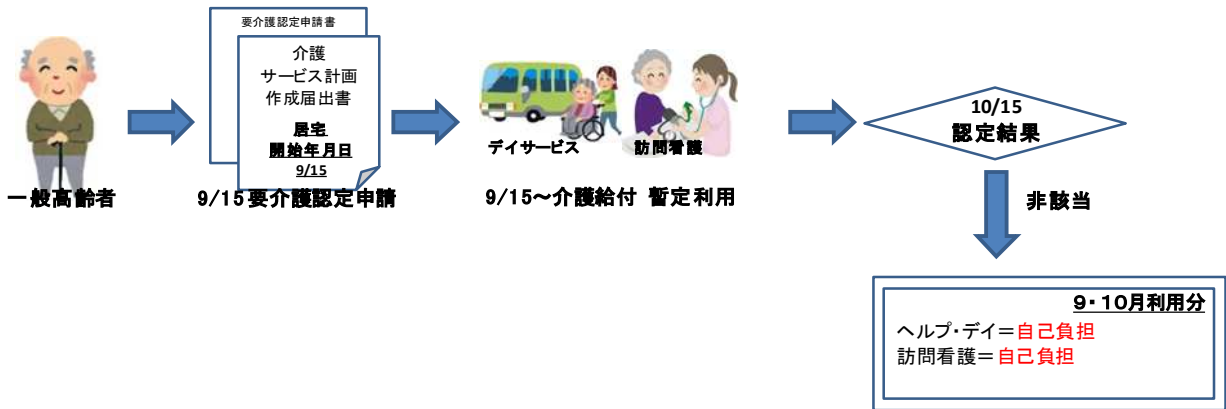 要介護認定申請書
介護
サービス計画
作成届出書
居宅
開始年月日
9/15
一般高齢者
9/15要介護認定申請
デイサービス
訪問看護
9/15～介護給付 暫定利用
10/15
認定結果
非該当
9・10月利用分
ヘルプ・デイ＝自己負担
訪問看護＝自己負担